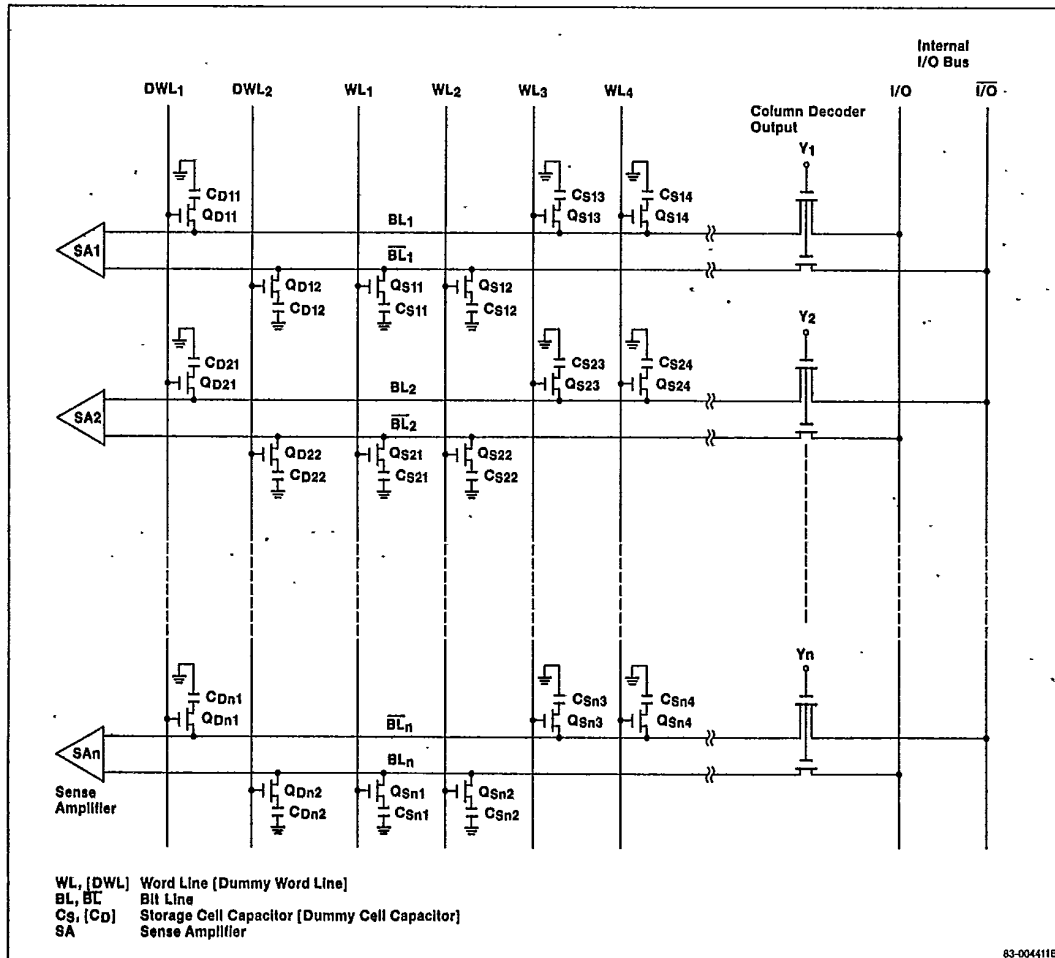 Internal
I/O Bus
DWL1 DWL2 WL1 WL2 WL3 WL4 I/O I̅/̅O̅
Column Decoder
Output
Y1
CD11 CS13 CS14
QD11 QS13 QS14
BL1
SA1
B̅L̅1
QD12 QS11 QS12
CD12 CS11 CS12
Y2
CD21 CS23 CS24
QD21 QS23 QS24
BL2
SA2
B̅L̅2
QD22 QS21 QS22
CD22 CS21 CS22
Yn
CDn1 CSn3 CSn4
QDn1 QSn3 QSn4
B̅L̅n
SAn
BLn
Sense
Amplifier
QDn2 QSn1 QSn2
CDn2 CSn1 CSn2
WL, [DWL] Word Line [Dummy Word Line]
BL, B̅L̅ Bit Line
CS, [CD] Storage Cell Capacitor [Dummy Cell Capacitor]
SA Sense Amplifier
83-004411B